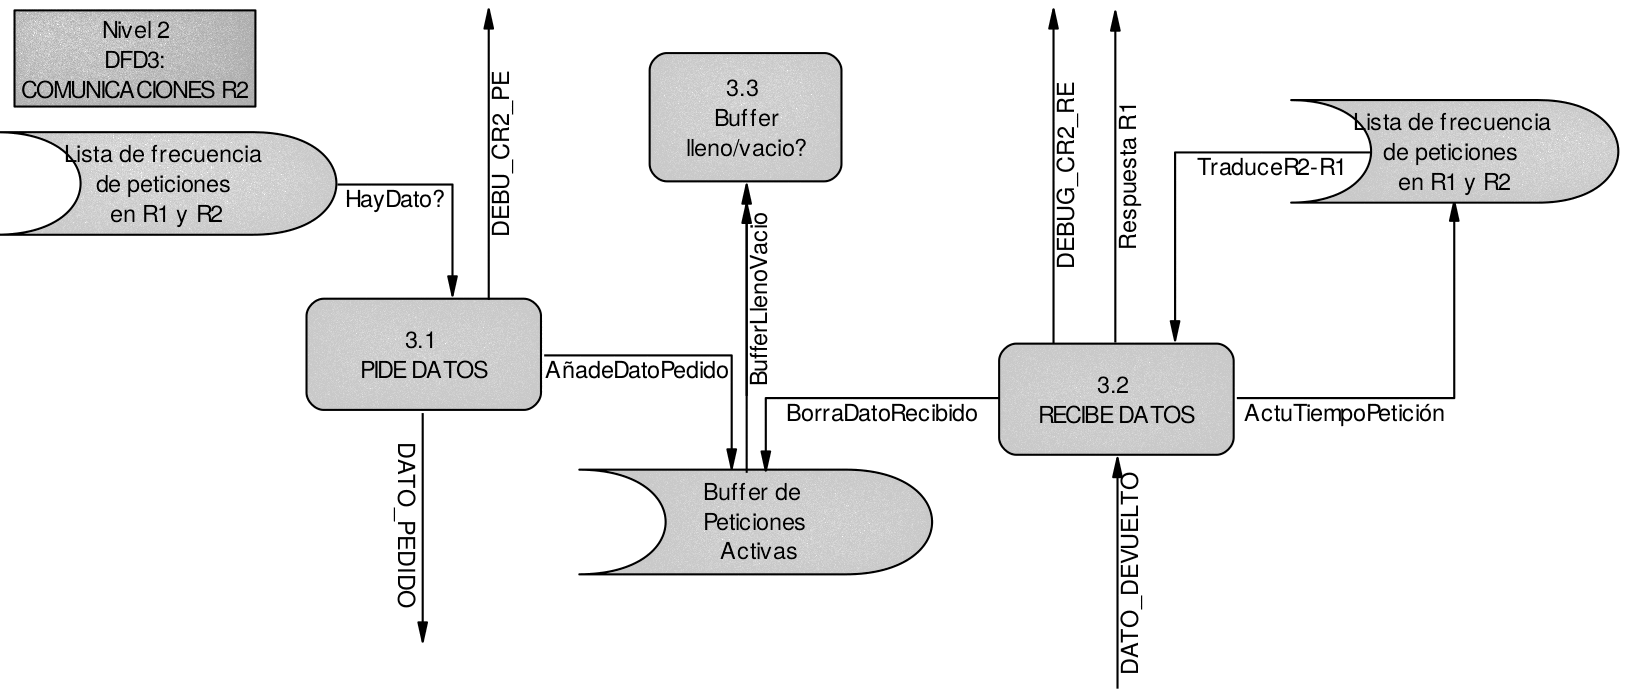 Nivel 2
DFD3:
COMUNICACIONES R2
Lista de frecuencia
de peticiones
en R1 y R2
HayDato?
DEBU_CR2_PE
3.3
Buffer
lleno/vacio?
BufferLlenoVacio
DEBUG_CR2_RE
Respuesta R1
TraduceR2-R1
Lista de frecuencia
de peticiones
en R1 y R2
3.1
PIDE DATOS
AñadeDatoPedido
DATO_PEDIDO
BorraDatoRecibido
3.2
RECIBE DATOS
ActuTiempoPetición
Buffer de
Peticiones
Activas
DATO_DEVUELTO